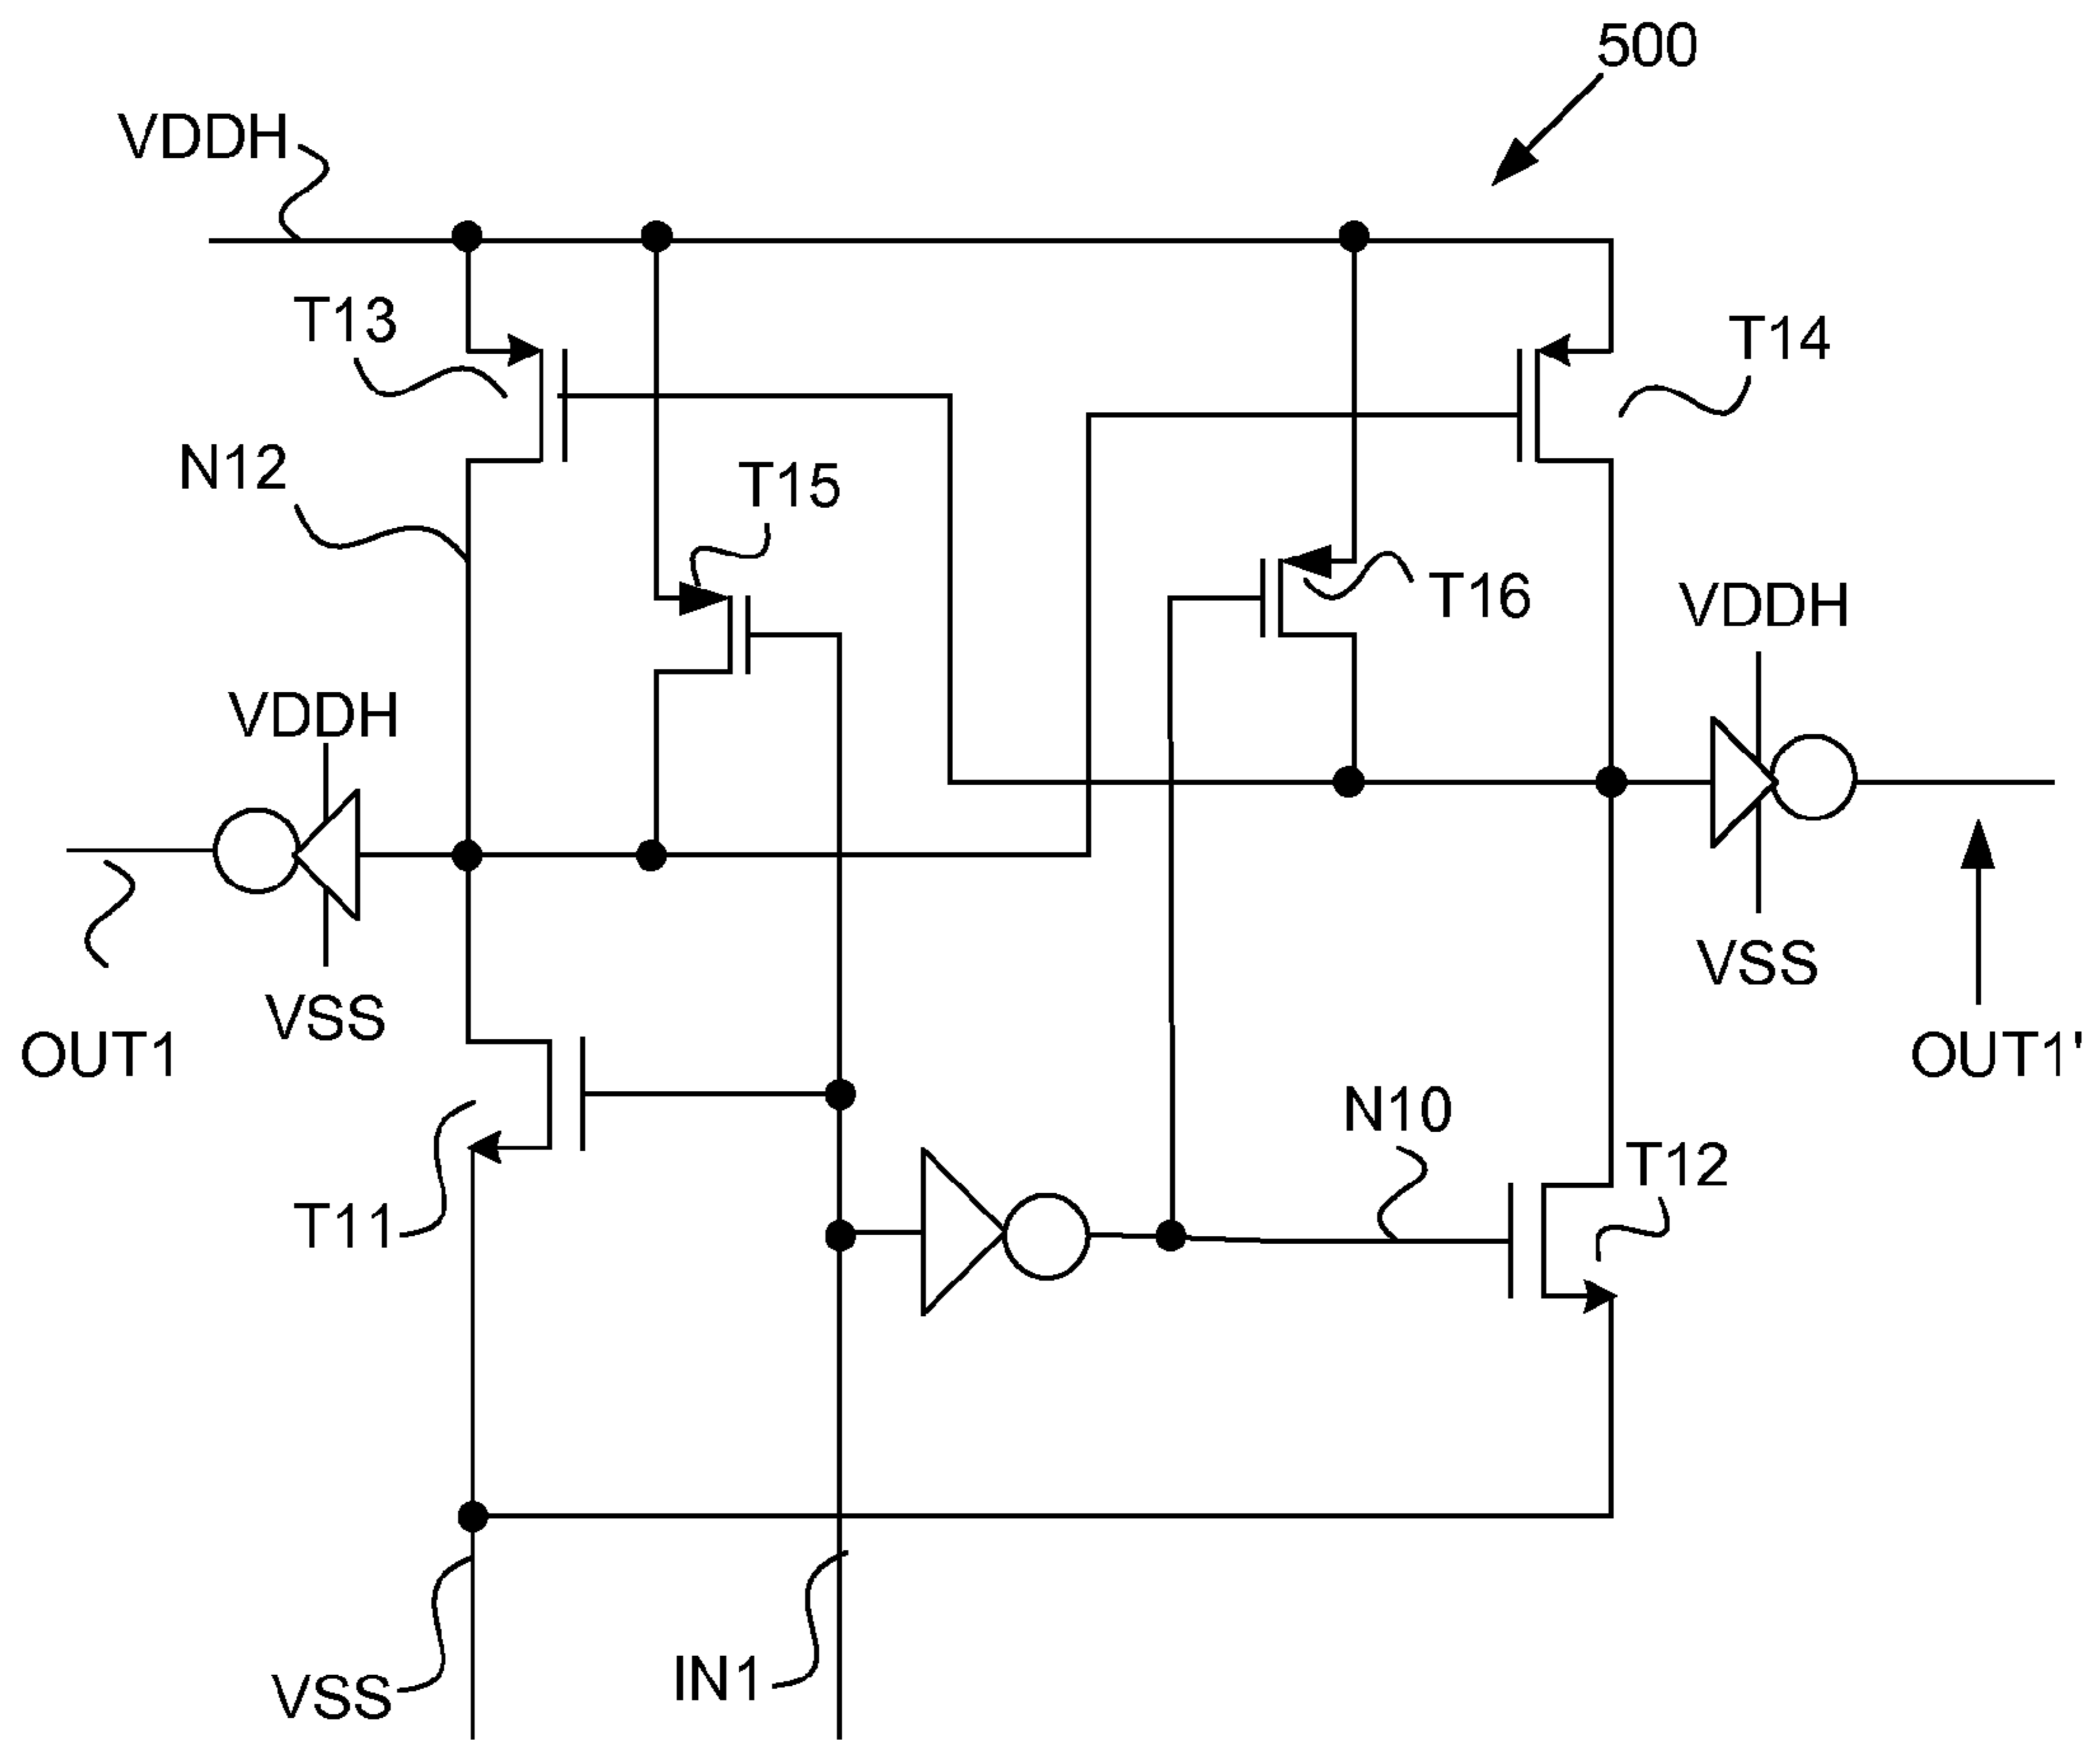 500
VDDH
T13
T14
N12
T15
T16
VDDH
VDDH
VSS
VSS
OUT1
OUT1'
N10
T12
T11
IN1
VSS